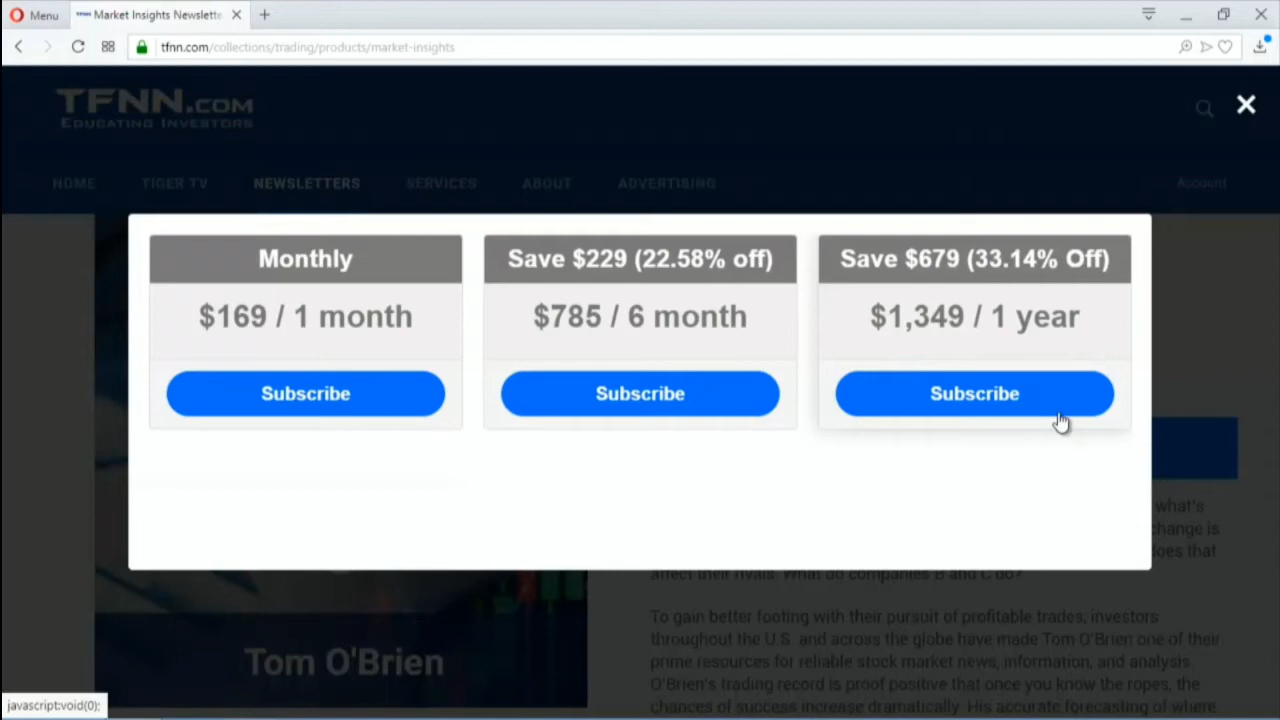 Menu
Market Insights Newslette
tfnn.com/collections/trading/products/market-insights
TFNN.COM
EDUCATING INVESTORS
HOME TIGER TV NEWSLETTERS SERVICES ABOUT ADVERTISING Account
Monthly
$169 / 1 month
Subscribe
Save $229 (22.58% off)
$785 / 6 month
Subscribe
Save $679 (33.14% Off)
$1,349 / 1 year
Subscribe
what's
change is
does that
affect their rivals. What do companies B and C do?
To gain better footing with their pursuit of profitable trades, investors
throughout the U.S. and across the globe have made Tom O'Brien one of their
prime resources for reliable stock market news, information, and analysis.
O'Brien's trading record is proof positive that once you know the ropes, the
chances of success increase dramatically. His accurate forecasting of where
Tom O'Brien
javascript:void(0);